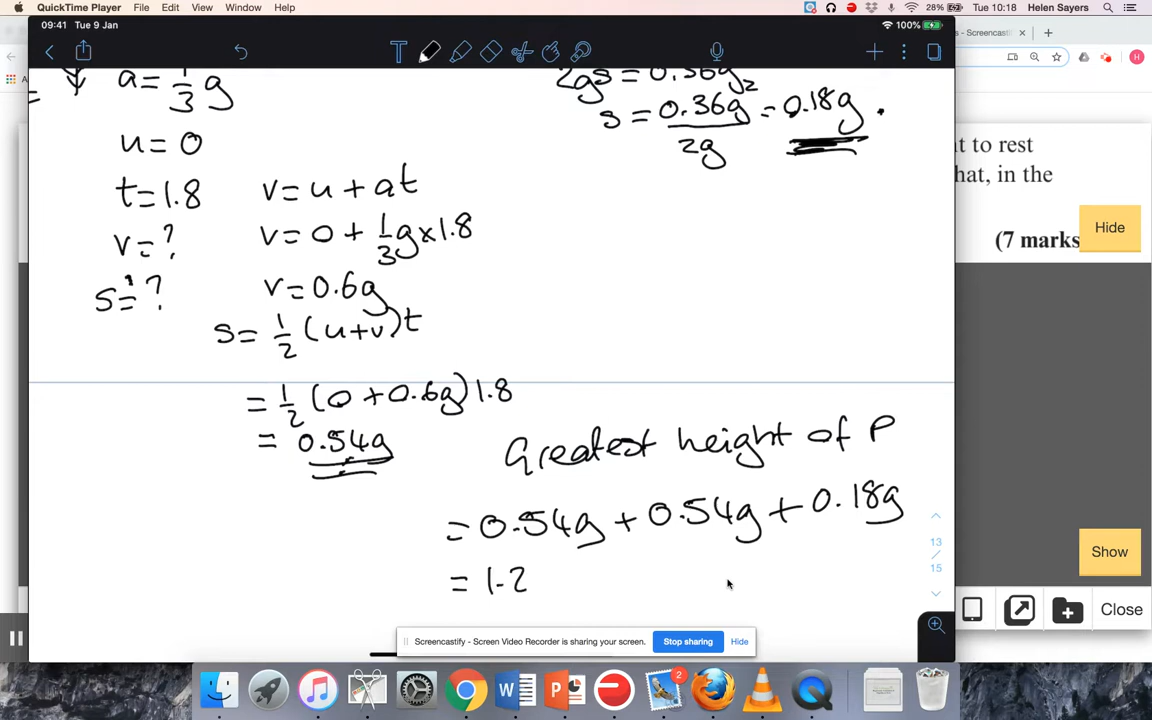 QuickTime Player File Edit View Window Help
28% Tue 10:18 Helen Sayers
09:41 Tue 9 Jan
100%
T
- Screencasti
H
a = 1/3 g
2gs = 0.36g²
s = 0.36g/2g = 0.18g.
u = 0
t = 1.8
v = u + at
v = ?
v = 0 + 1/3 g × 1.8
s = ?
v = 0.6g
s = 1/2 (u+v)t
= 1/2 (0 + 0.6g) 1.8
= 0.54g
Greatest height of P
= 0.54g + 0.54g + 0.18g
= 1.2
t to rest
hat, in the
(7 marks
Hide
13
/
15
Show
Close
Screencastify - Screen Video Recorder is sharing your screen.
Stop sharing
Hide
2